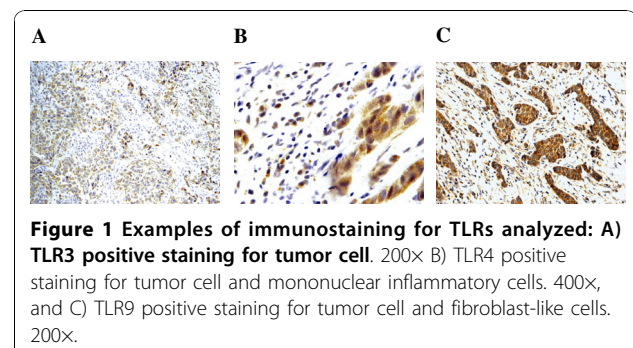 A B C
Figure 1 Examples of immunostaining for TLRs analyzed: A)
TLR3 positive staining for tumor cell. 200× B) TLR4 positive
staining for tumor cell and mononuclear inflammatory cells. 400×,
and C) TLR9 positive staining for tumor cell and fibroblast-like cells.
200×.